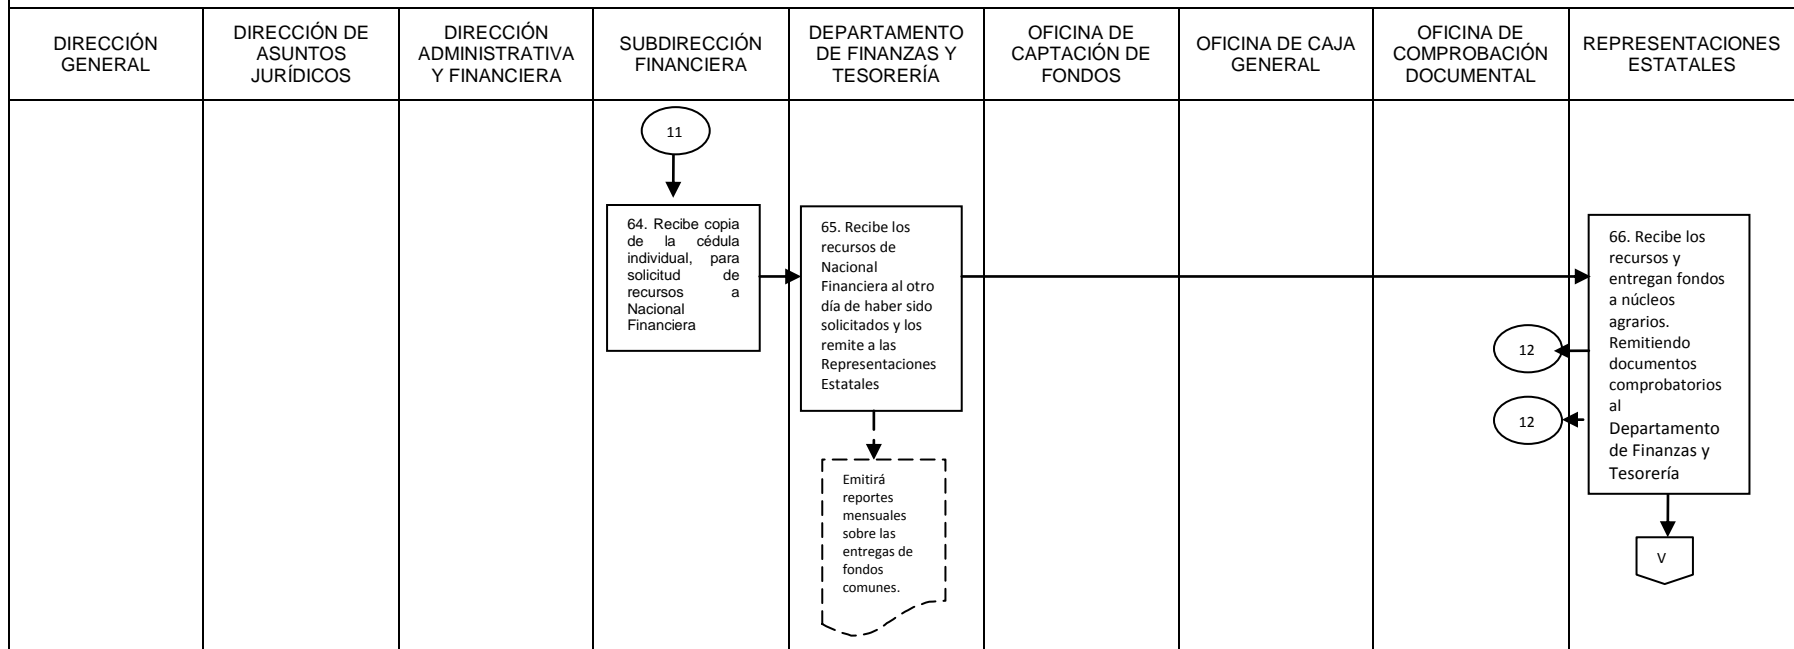 DIRECCIÓN
GENERAL
DIRECCIÓN DE
ASUNTOS
JURÍDICOS
DIRECCIÓN
ADMINISTRATIVA
Y FINANCIERA
SUBDIRECCIÓN
FINANCIERA
DEPARTAMENTO
DE FINANZAS Y
TESORERÍA
OFICINA DE
CAPTACIÓN DE
FONDOS
OFICINA DE CAJA
GENERAL
OFICINA DE
COMPROBACIÓN
DOCUMENTAL
REPRESENTACIONES
ESTATALES
11
64. Recibe copia
de la cédula
individual, para
solicitud de
recursos a
Nacional
Financiera
65. Recibe los
recursos de
Nacional
Financiera al otro
día de haber sido
solicitados y los
remite a las
Representaciones
Estatales
Emitirá
reportes
mensuales
sobre las
entregas de
fondos
comunes.
66. Recibe los
recursos y
entregan fondos
a núcleos
agrarios.
Remitiendo
documentos
comprobatorios
al
Departamento
de Finanzas y
Tesorería
12
12
V